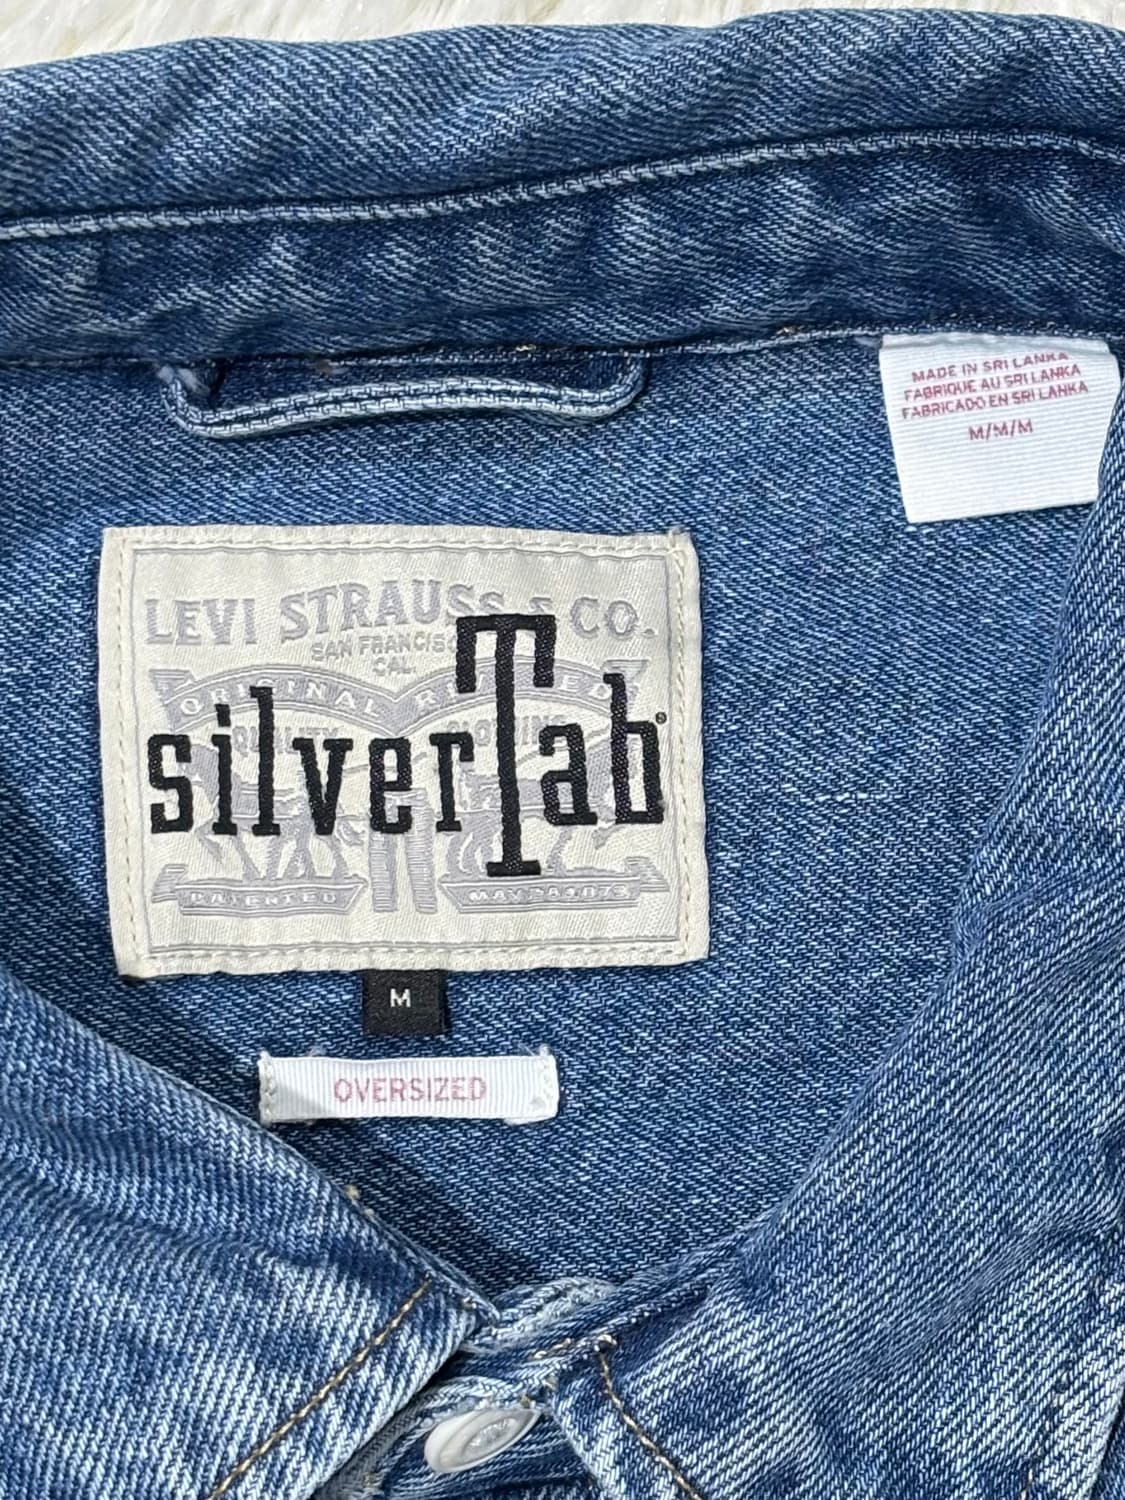 MADE IN SRI LANKA
FABRIQUE AU SRI LANKA
FABRICADO EN SRI LANKA
M/M/M
LEVI STRAUSS & CO.
SAN FRANCISCO
CAL.
ORIGINAL RIVETED
QUALITY CLOTHING
silverTab®
PATENTED MAY 20 1873
M
OVERSIZED